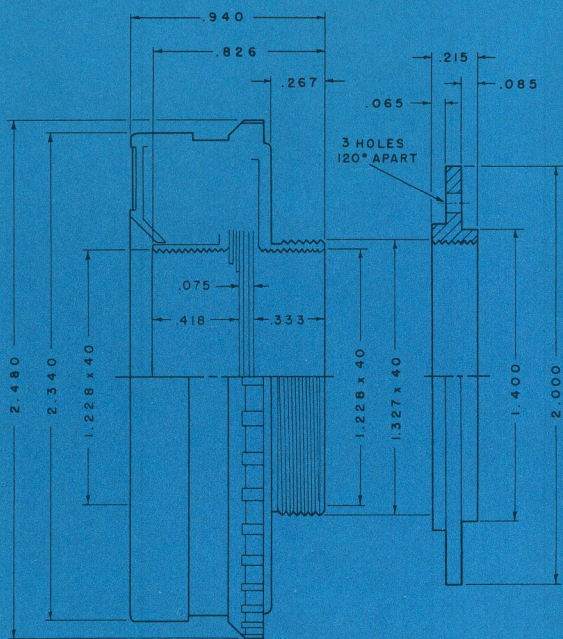 .940
.826
.267
.215
.085
.065
3 HOLES
120° APART
.075
.418
.333
2.480
2.340
1.228 x 40
1.228 x 40
1.327 x 40
1.400
2.000